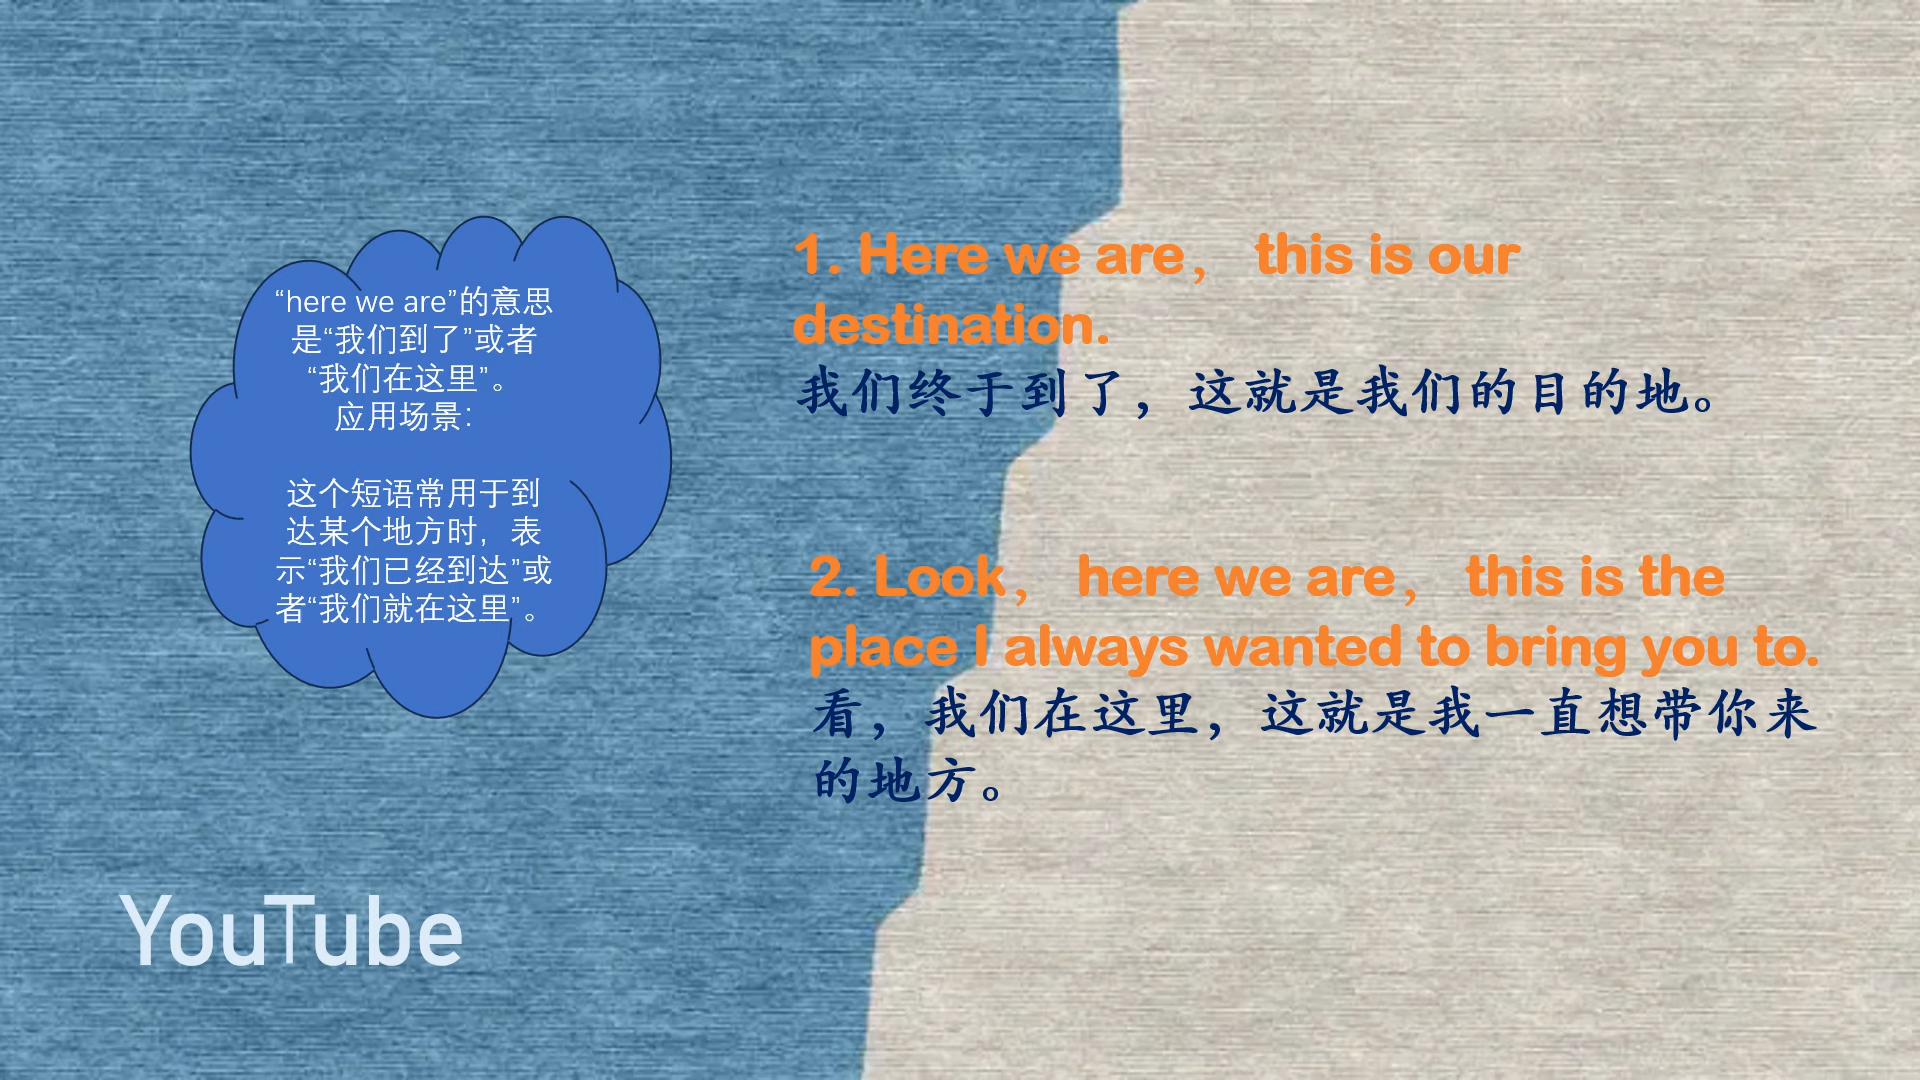 “here we are”的意思
是“我们到了”或者
“我们在这里”。
应用场景：
这个短语常用于到
达某个地方时，表
示“我们已经到达”或
者“我们就在这里”。
1. Here we are， this is our
destination.
我们终于到了，这就是我们的目的地。
2. Look， here we are， this is the
place I always wanted to bring you to.
看，我们在这里，这就是我一直想带你来
的地方。
YouTube